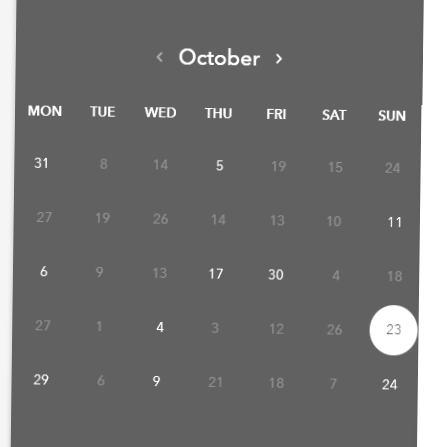 ‹ October ›
MON TUE WED THU FRI SAT SUN
31 8 14 5 19 15 24
27 19 26 14 13 10 11
6 9 13 17 30 4 18
27 1 4 3 12 26 23
29 6 9 21 18 7 24